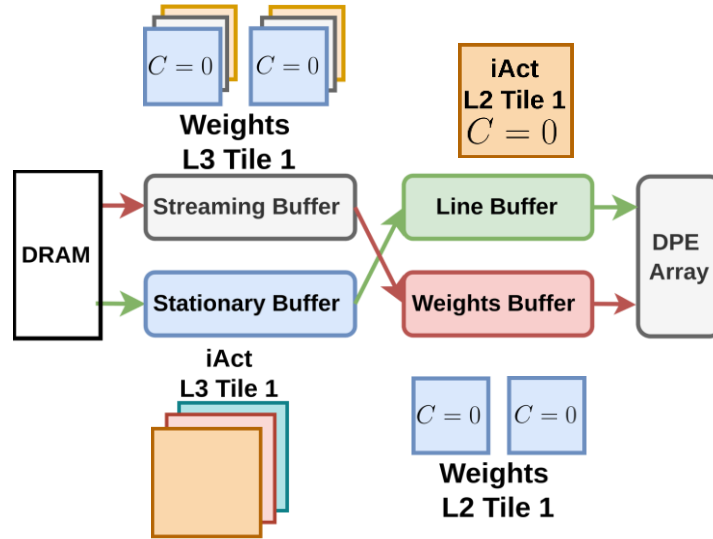 C = 0
C = 0
Weights
L3 Tile 1
iAct
L2 Tile 1
C = 0
DRAM
Streaming Buffer
Line Buffer
DPE
Array
Stationary Buffer
Weights Buffer
iAct
L3 Tile 1
C = 0
C = 0
Weights
L2 Tile 1